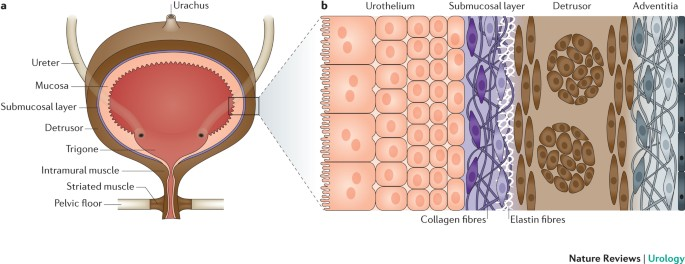 a
Urachus
Ureter
Mucosa
Submucosal layer
Detrusor
Trigone
Intramural muscle
Striated muscle
Pelvic floor
b
Urothelium Submucosal layer Detrusor Adventitia
Collagen fibres Elastin fibres
Nature Reviews | Urology